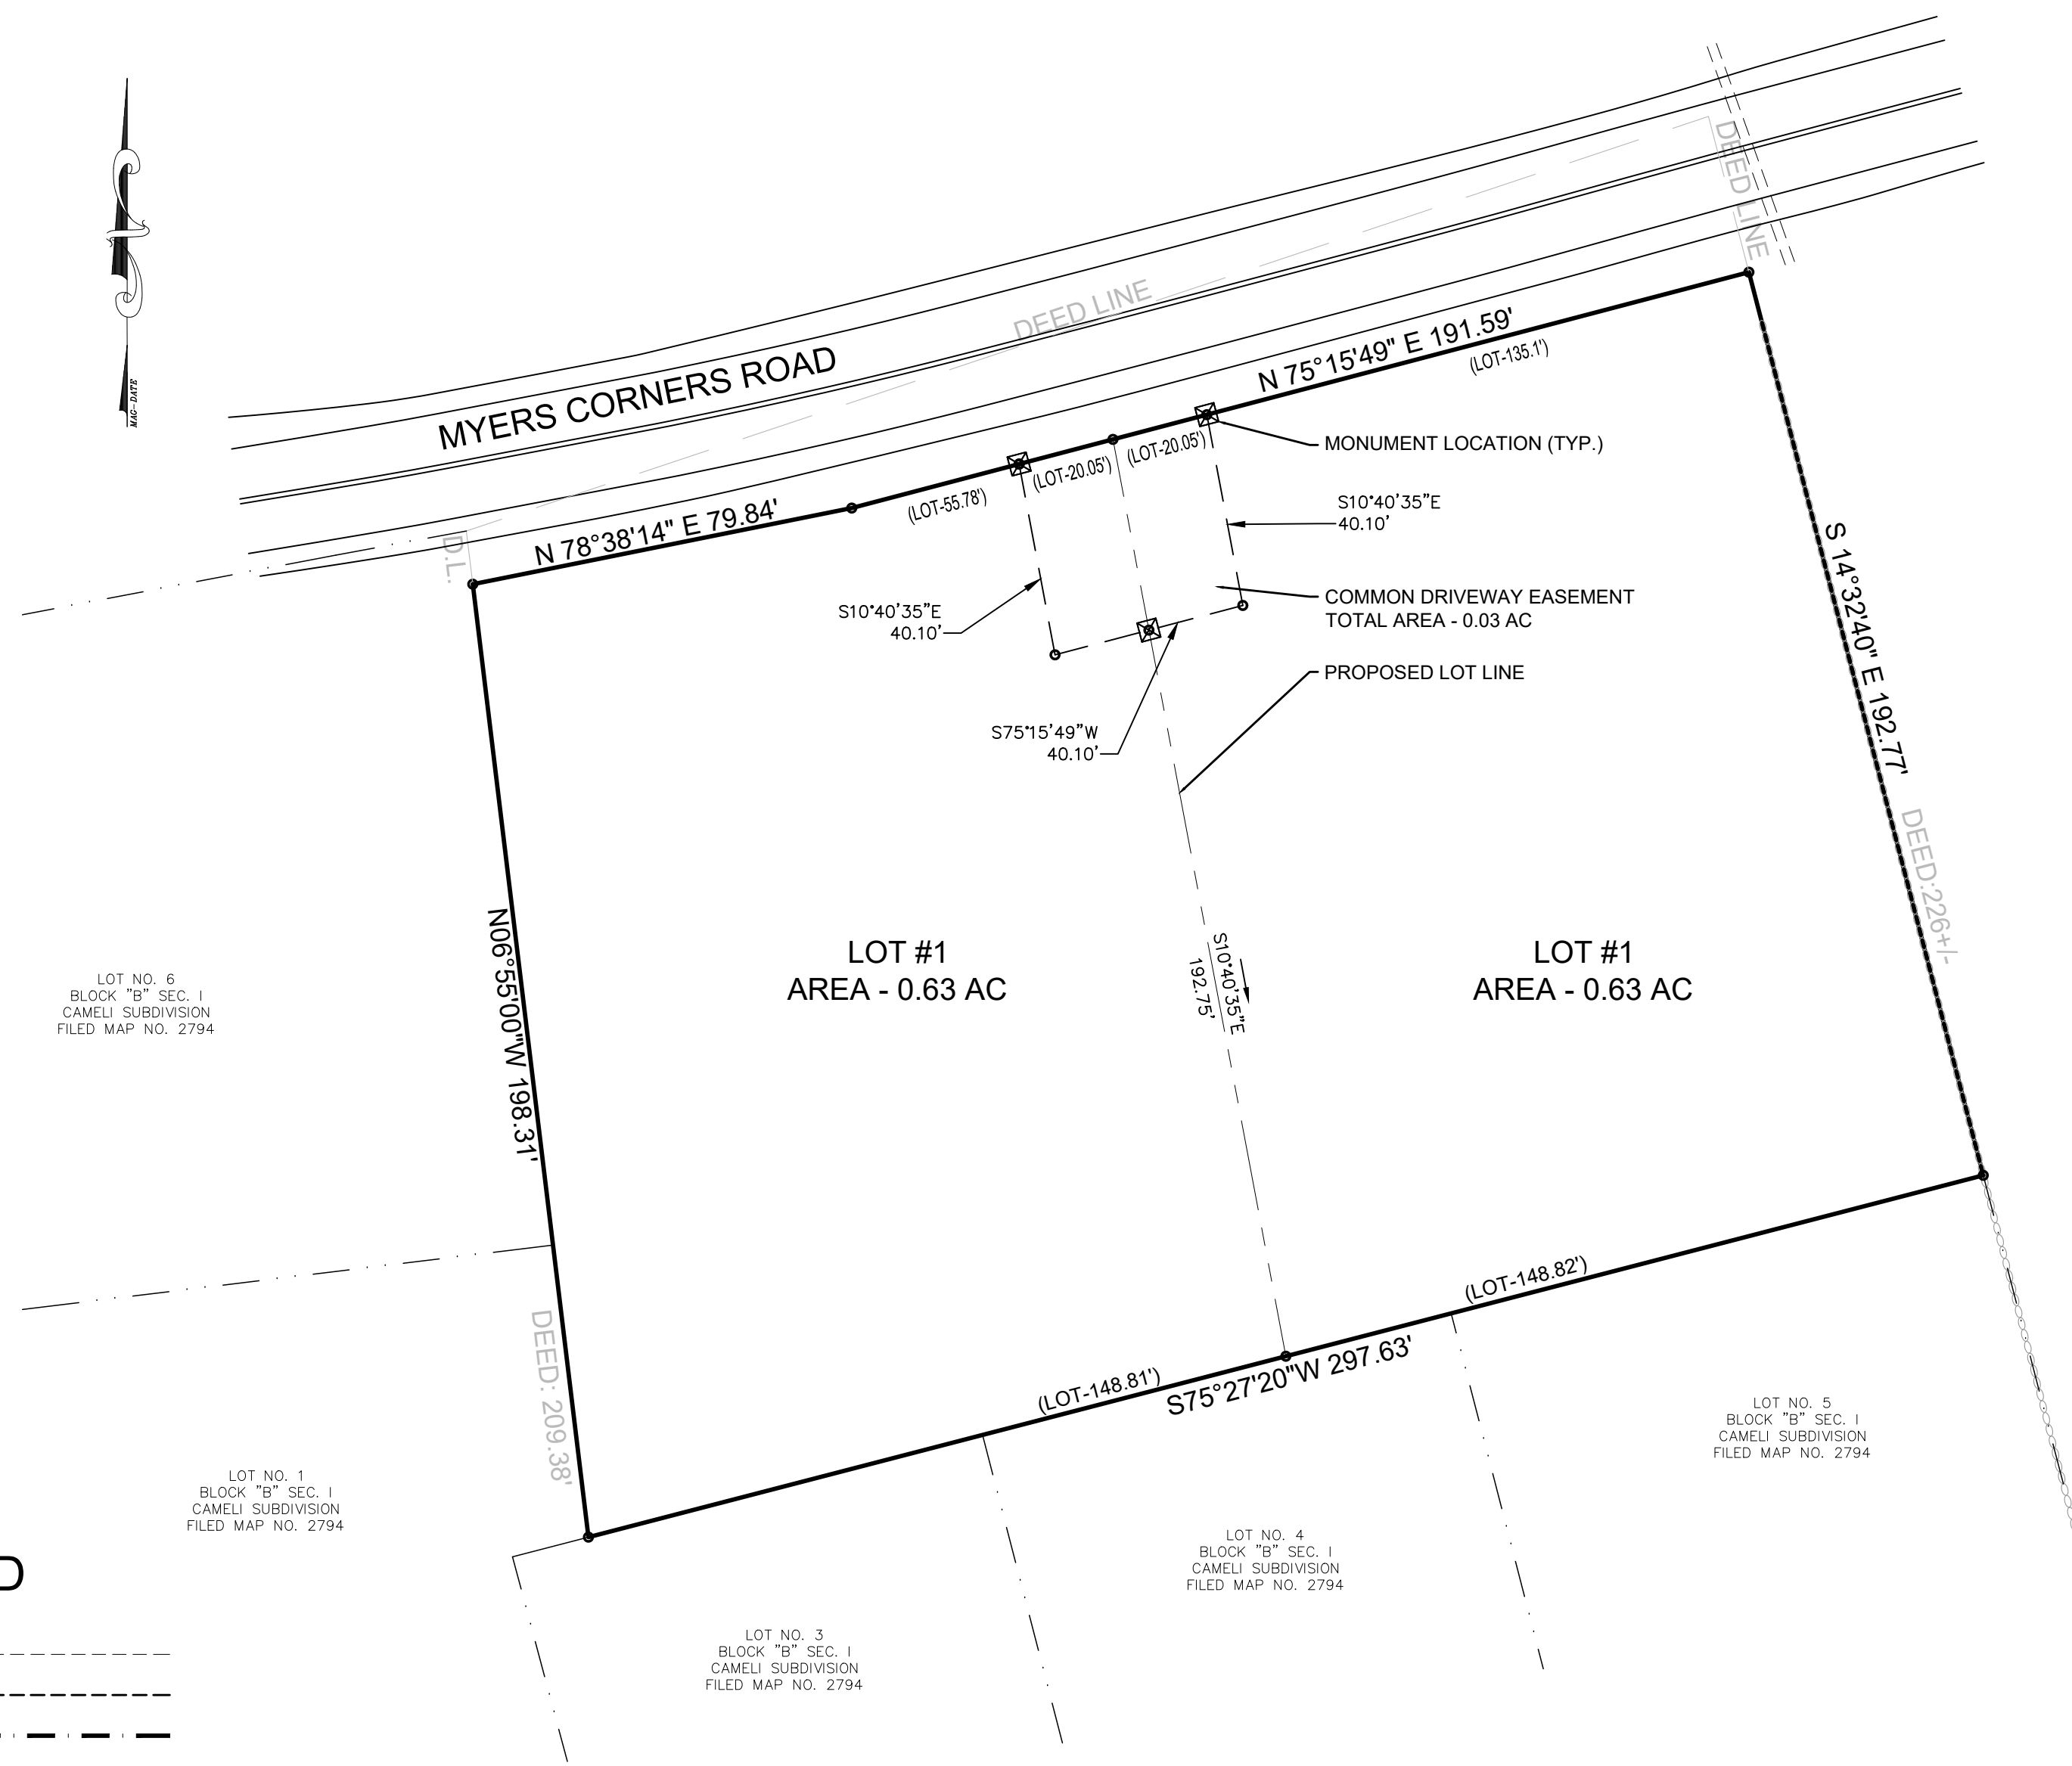 MAG-DATE
DEED LINE
DEED LINE
MYERS CORNERS ROAD
N 75°15'49" E 191.59'
(LOT-135.1')
MONUMENT LOCATION (TYP.)
(LOT-20.05')
(LOT-20.05')
(LOT-55.78')
N 78°38'14" E 79.84'
D.L.
S10°40'35"E
40.10'
S10°40'35"E
40.10'
COMMON DRIVEWAY EASEMENT
TOTAL AREA - 0.03 AC
PROPOSED LOT LINE
S75°15'49"W
40.10'
S 14°32'40" E 192.77'
DEED:226+/-
LOT #1
AREA - 0.63 AC
S10°40'35"E
192.75'
LOT #1
AREA - 0.63 AC
N06°55'00"W 198.31'
LOT NO. 6
BLOCK "B" SEC. I
CAMELI SUBDIVISION
FILED MAP NO. 2794
DEED: 209.38'
(LOT-148.82')
(LOT-148.81')
S75°27'20"W 297.63'
LOT NO. 5
BLOCK "B" SEC. I
CAMELI SUBDIVISION
FILED MAP NO. 2794
LOT NO. 1
BLOCK "B" SEC. I
CAMELI SUBDIVISION
FILED MAP NO. 2794
LOT NO. 4
BLOCK "B" SEC. I
CAMELI SUBDIVISION
FILED MAP NO. 2794
D
LOT NO. 3
BLOCK "B" SEC. I
CAMELI SUBDIVISION
FILED MAP NO. 2794